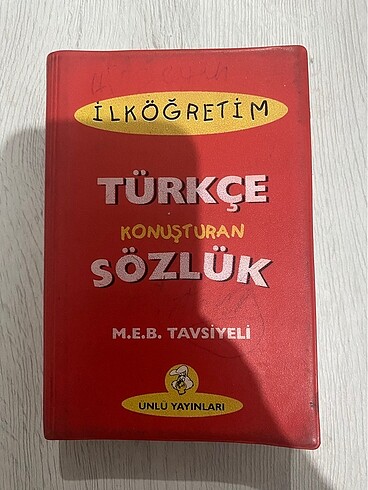 İLKÖĞRETİM
TÜRKÇE
KONUŞTURAN
SÖZLÜK
M.E.B. TAVSİYELİ
ÜNLÜ YAYINLARI